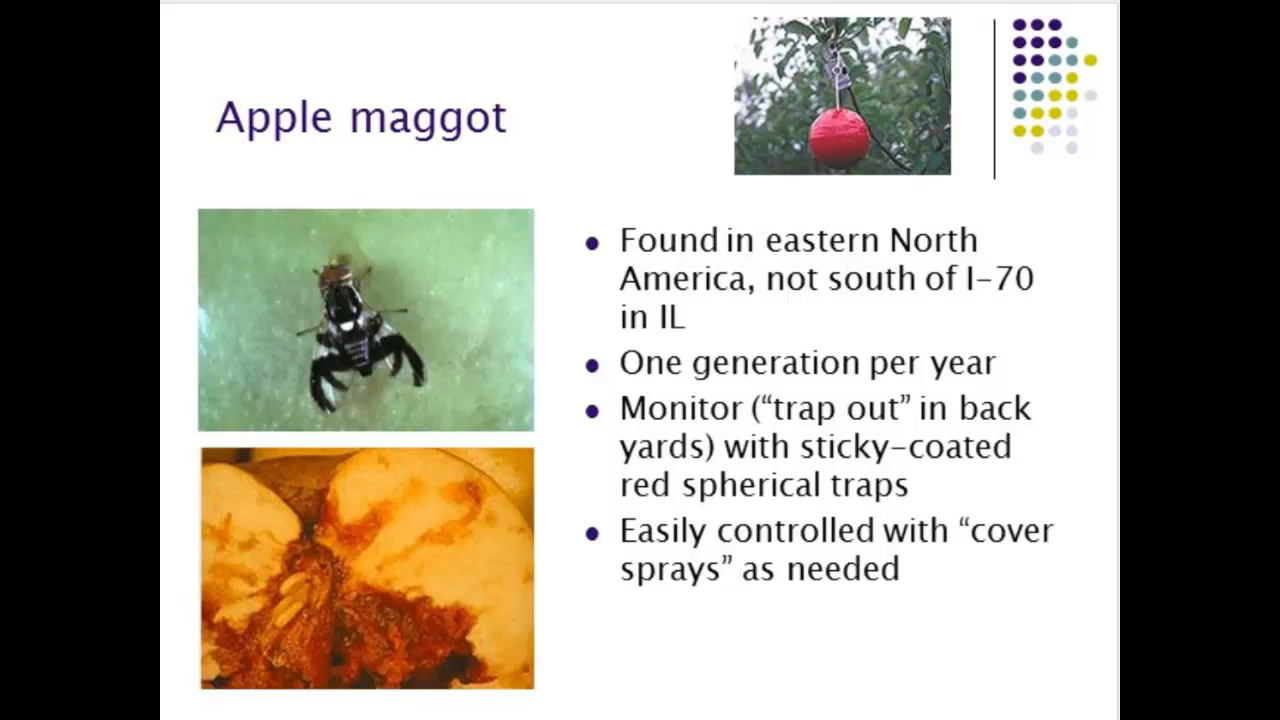 Apple maggot
Found in eastern North
America, not south of I-70
in IL
One generation per year
Monitor (“trap out” in back
yards) with sticky-coated
red spherical traps
Easily controlled with “cover
sprays” as needed